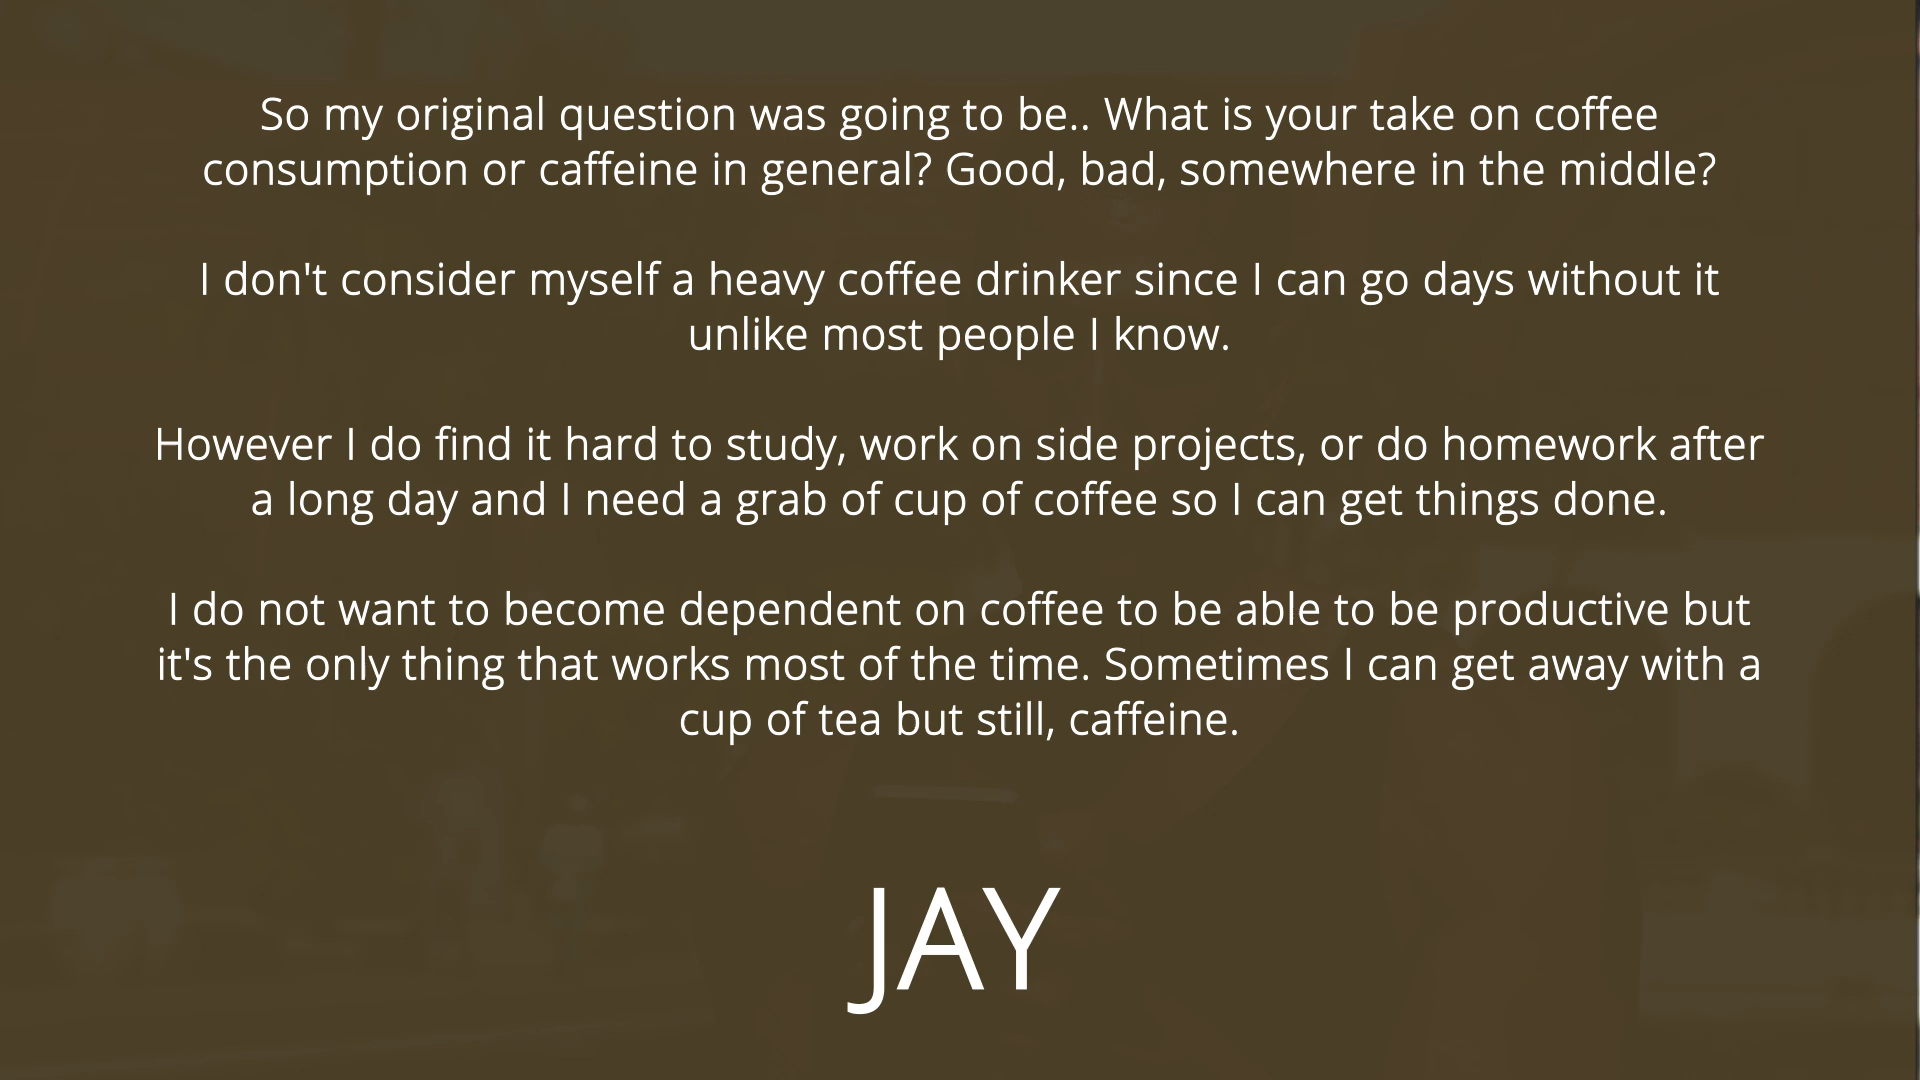 So my original question was going to be.. What is your take on coffee
consumption or caffeine in general? Good, bad, somewhere in the middle?
I don't consider myself a heavy coffee drinker since I can go days without it
unlike most people I know.
However I do find it hard to study, work on side projects, or do homework after
a long day and I need a grab of cup of coffee so I can get things done.
I do not want to become dependent on coffee to be able to be productive but
it's the only thing that works most of the time. Sometimes I can get away with a
cup of tea but still, caffeine.
JAY